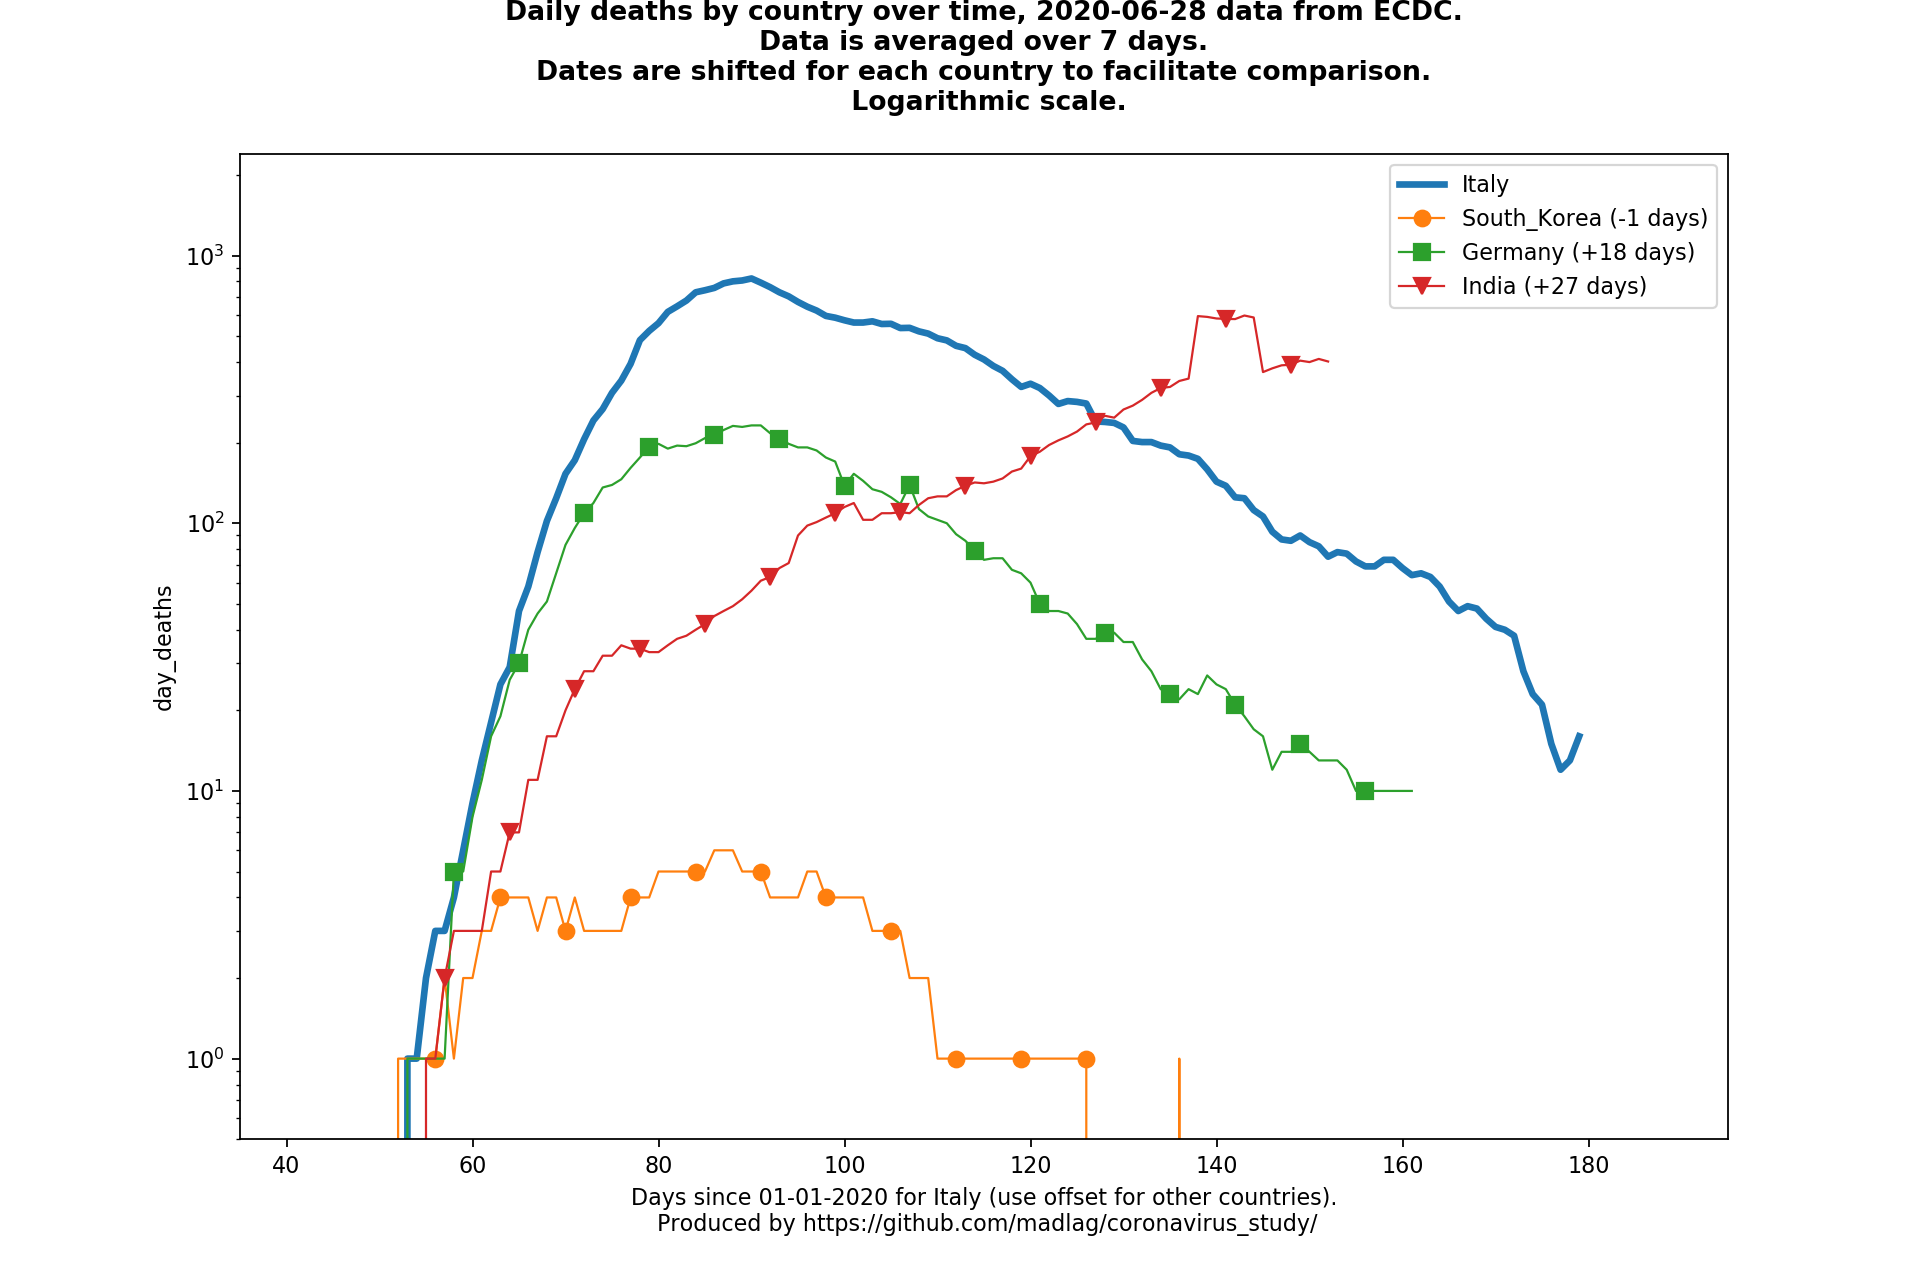 Daily deaths by country over time, 2020-06-28 data from ECDC.
Data is averaged over 7 days.
Dates are shifted for each country to facilitate comparison.
Logarithmic scale.
Italy
South_Korea (-1 days)
Germany (+18 days)
India (+27 days)
day_deaths
10³
10²
10¹
10⁰
40 60 80 100 120 140 160 180
Days since 01-01-2020 for Italy (use offset for other countries).
Produced by https://github.com/madlag/coronavirus_study/